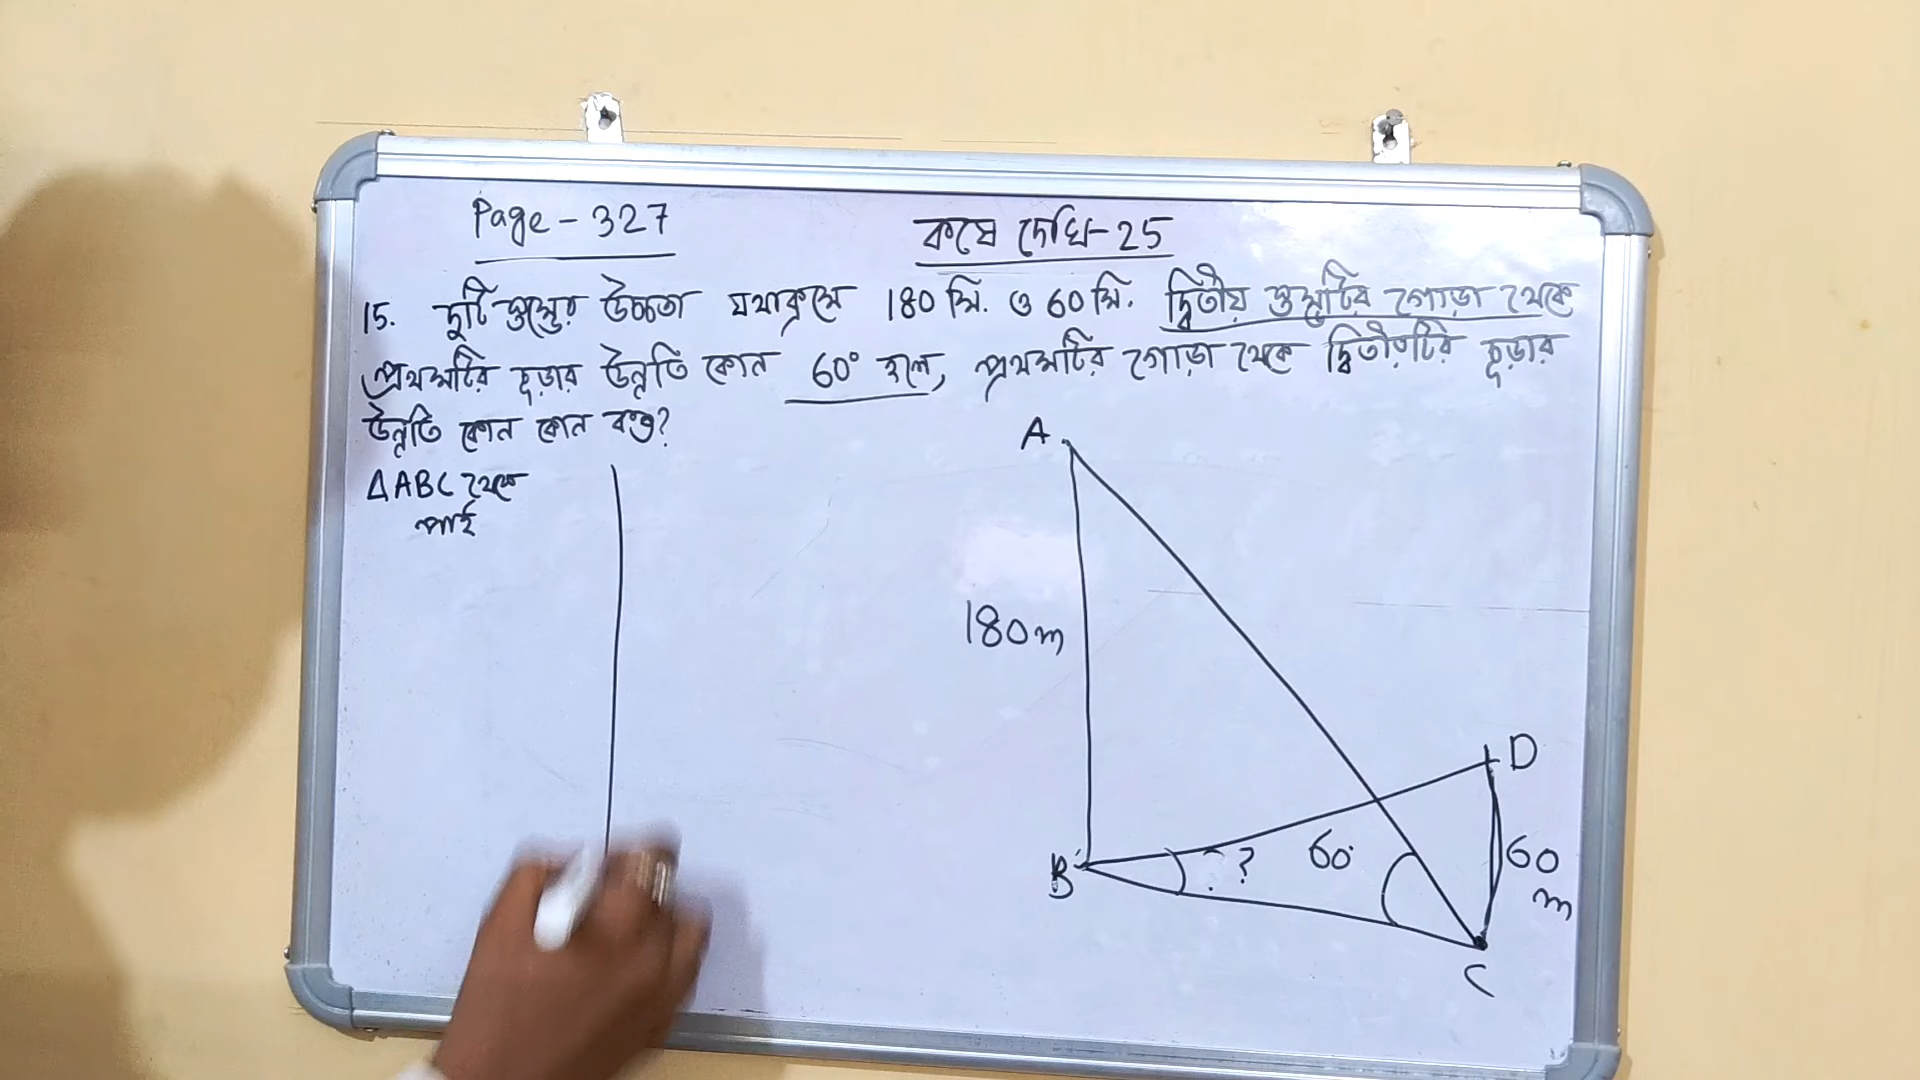 Page - 327
কষে দেখি-25
15. দুটি স্তম্ভের উচ্চতা যথাক্রমে 180 মি. ও 60 মি. দ্বিতীয় স্তম্ভটির গোড়া থেকে
প্রথমটির চূড়ার উন্নতি কোন 60° হলে, প্রথমটির গোড়া থেকে দ্বিতীয়টির চূড়ার
উন্নতি কোন কোন কত?
A
ΔABC থেকে
পাই
180m
D
B
? 60°
60
m
C